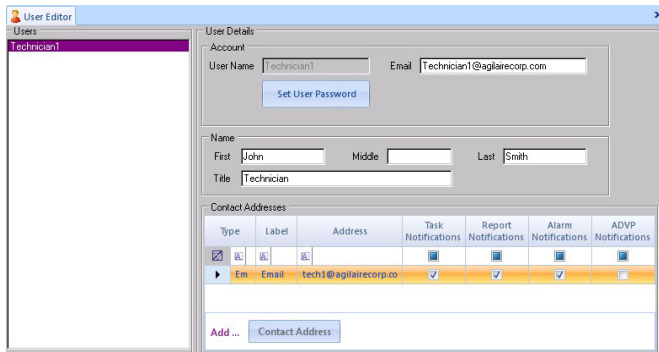 User Editor
Users
Technician1
User Details
Account
User Name Technician1 Email Technician1@agilairecorp.com
Set User Password
Name
First John Middle Last Smith
Title Technician
Contact Addresses
Type Label Address Task Notifications Report Notifications Alarm Notifications ADVP Notifications
A A A
Em Email tech1@agilairecorp.co
Add ... Contact Address